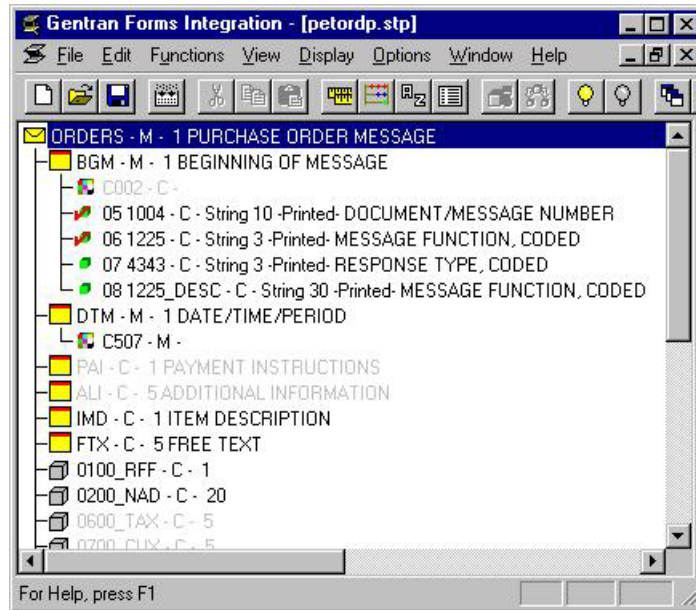 Gentran Forms Integration - [petordp.stp]
File Edit Functions View Display Options Window Help
ORDERS - M - 1 PURCHASE ORDER MESSAGE
BGM - M - 1 BEGINNING OF MESSAGE
C002 - C -
05 1004 - C - String 10 -Printed- DOCUMENT/MESSAGE NUMBER
06 1225 - C - String 3 -Printed- MESSAGE FUNCTION, CODED
07 4343 - C - String 3 -Printed- RESPONSE TYPE, CODED
08 1225_DESC - C - String 30 -Printed- MESSAGE FUNCTION, CODED
DTM - M - 1 DATE/TIME/PERIOD
C507 - M -
PAI - C - 1 PAYMENT INSTRUCTIONS
ALI - C - 5 ADDITIONAL INFORMATION
IMD - C - 1 ITEM DESCRIPTION
FTX - C - 5 FREE TEXT
0100_RFF - C - 1
0200_NAD - C - 20
0600_TAX - C - 5
0700_CUX - C - 5
For Help, press F1